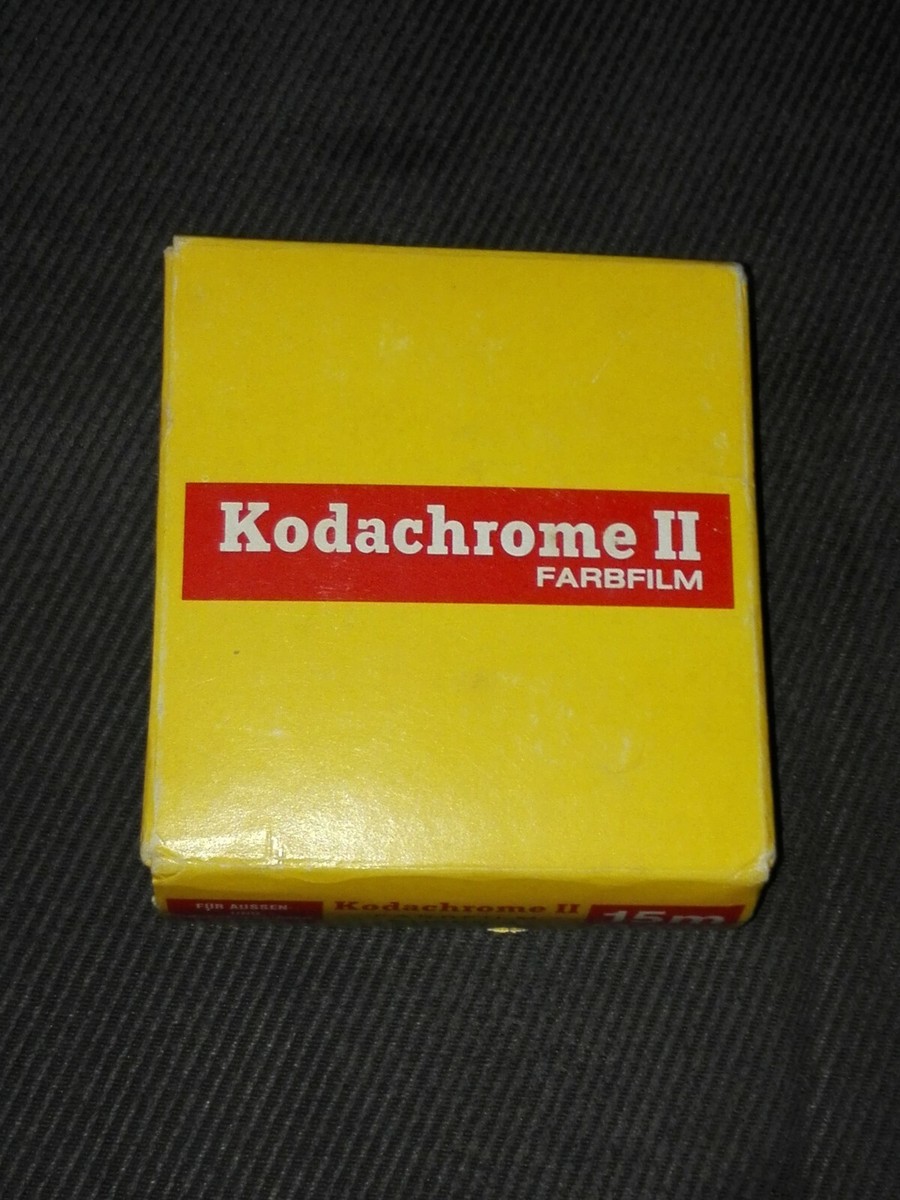 Kodachrome II
FARBFILM
FÜR AUSSEN-
Kodachrome II
15m